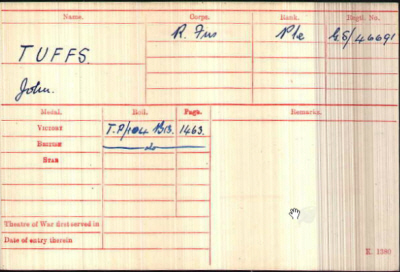 Name. Corps. Rank. Regtl. No.
TUFFS. R. Fus Pte GS/46691
John.
Medal. Roll. Page. Remarks.
VICTORY T.P/104 B13. 1463.
BRITISH do
STAR
Theatre of War first served in
Date of entry therein
K. 1380